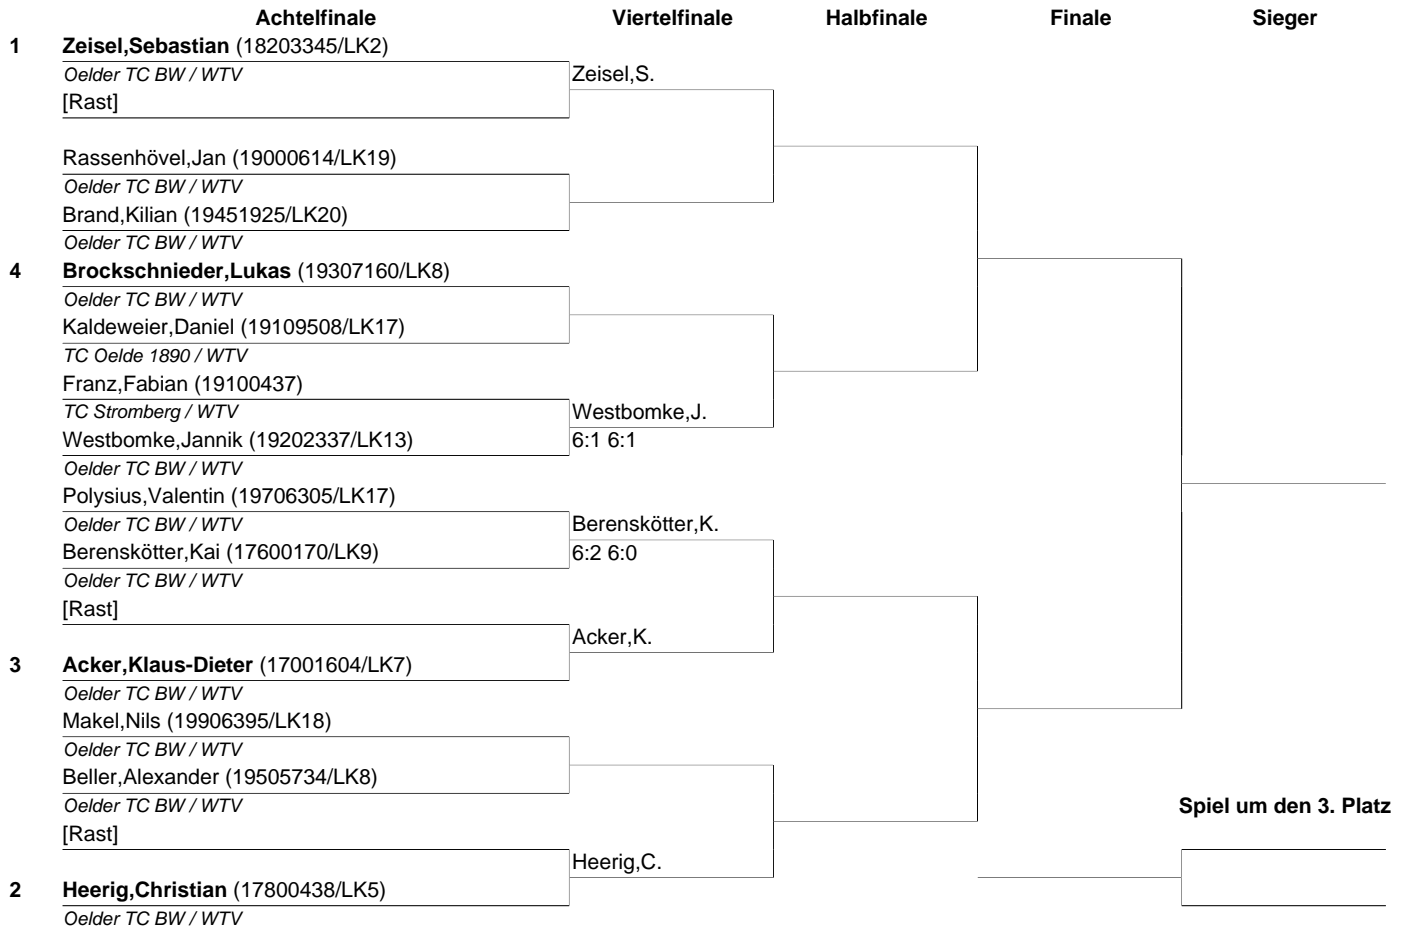 Achtelfinale Viertelfinale Halbfinale Finale Sieger
1 Zeisel,Sebastian (18203345/LK2)
Oelder TC BW / WTV Zeisel,S.
[Rast]
Rassenhövel,Jan (19000614/LK19)
Oelder TC BW / WTV
Brand,Kilian (19451925/LK20)
Oelder TC BW / WTV
4 Brockschnieder,Lukas (19307160/LK8)
Oelder TC BW / WTV
Kaldeweier,Daniel (19109508/LK17)
TC Oelde 1890 / WTV
Franz,Fabian (19100437)
TC Stromberg / WTV Westbomke,J.
Westbomke,Jannik (19202337/LK13) 6:1 6:1
Oelder TC BW / WTV
Polysius,Valentin (19706305/LK17)
Oelder TC BW / WTV Berenskötter,K.
Berenskötter,Kai (17600170/LK9) 6:2 6:0
Oelder TC BW / WTV
[Rast]
Acker,K.
3 Acker,Klaus-Dieter (17001604/LK7)
Oelder TC BW / WTV
Makel,Nils (19906395/LK18)
Oelder TC BW / WTV
Beller,Alexander (19505734/LK8)
Oelder TC BW / WTV Spiel um den 3. Platz
[Rast]
Heerig,C.
2 Heerig,Christian (17800438/LK5)
Oelder TC BW / WTV